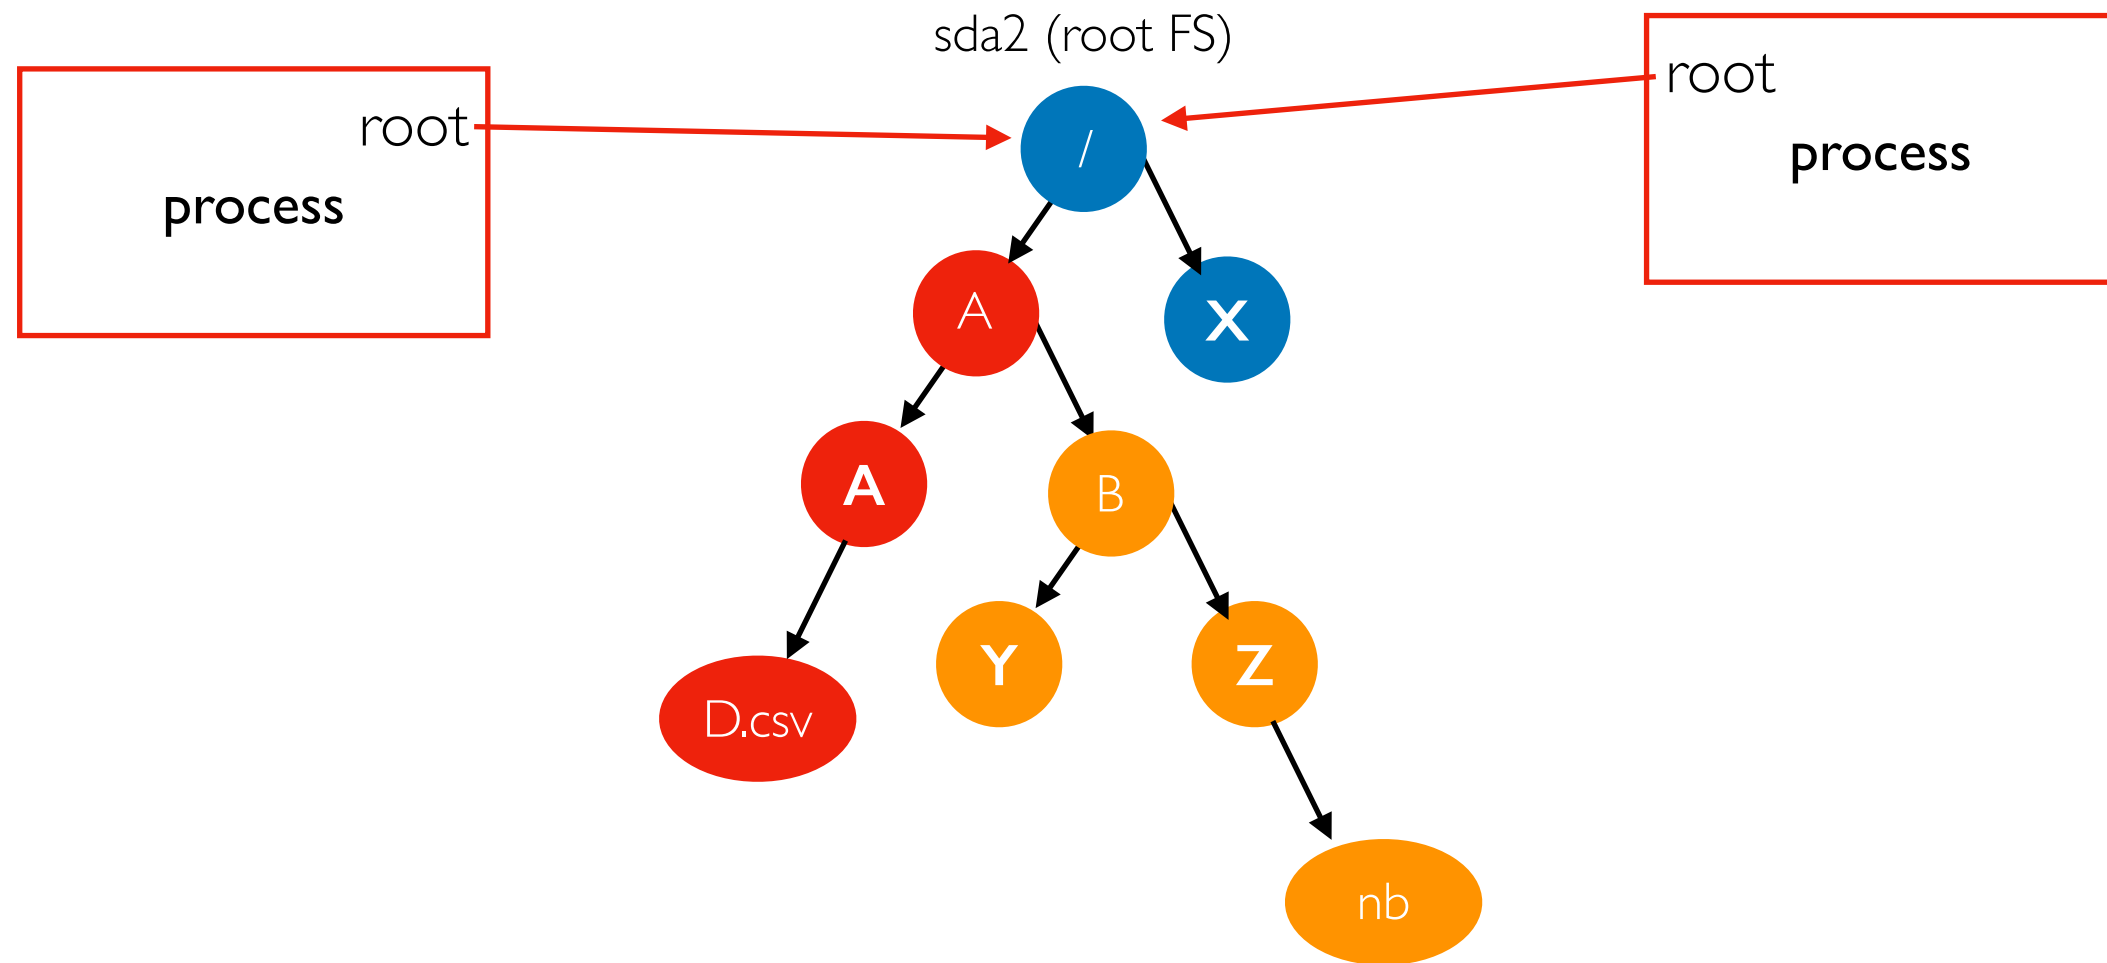 sda2 (root FS)
root
process
root
process
/
A
X
A
B
Y
Z
D.csv
nb